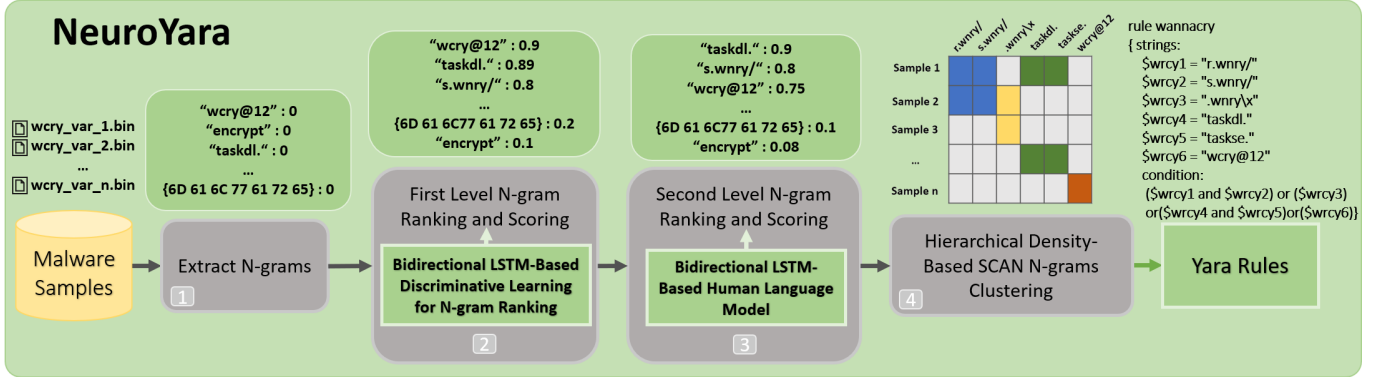 NeuroYara
wcry_var_1.bin
wcry_var_2.bin
...
wcry_var_n.bin
Malware
Samples
“wcry@12” : 0
“encrypt” : 0
“taskdl.“ : 0
...
{6D 61 6C 77 61 72 65} : 0
Extract N-grams
1
“wcry@12” : 0.9
“taskdl.“ : 0.89
“s.wnry/” : 0.8
...
{6D 61 6C77 61 72 65} : 0.2
“encrypt” : 0.1
First Level N-gram
Ranking and Scoring
Bidirectional LSTM-Based
Discriminative Learning
for N-gram Ranking
2
“taskdl.“ : 0.9
“s.wnry/” : 0.8
“wcry@12” : 0.75
...
{6D 61 6C77 61 72 65} : 0.1
“encrypt” : 0.08
Second Level N-gram
Ranking and Scoring
Bidirectional LSTM-
Based Human Language
Model
3
r.wnry/
s.wnry/
.wnry\x
taskdl.
taskse.
wcry@12
Sample 1
Sample 2
Sample 3
...
Sample n
Hierarchical Density-
Based SCAN N-grams
Clustering
4
rule wannacry
{ strings:
$wrcy1 = "r.wnry/"
$wrcy2 = "s.wnry/"
$wrcy3 = ".wnry\x"
$wrcy4 = "taskdl."
$wrcy5 = "taskse."
$wrcy6 = "wcry@12"
condition:
($wrcy1 and $wrcy2) or ($wrcy3)
or($wrcy4 and $wrcy5)or($wrcy6)}
Yara Rules